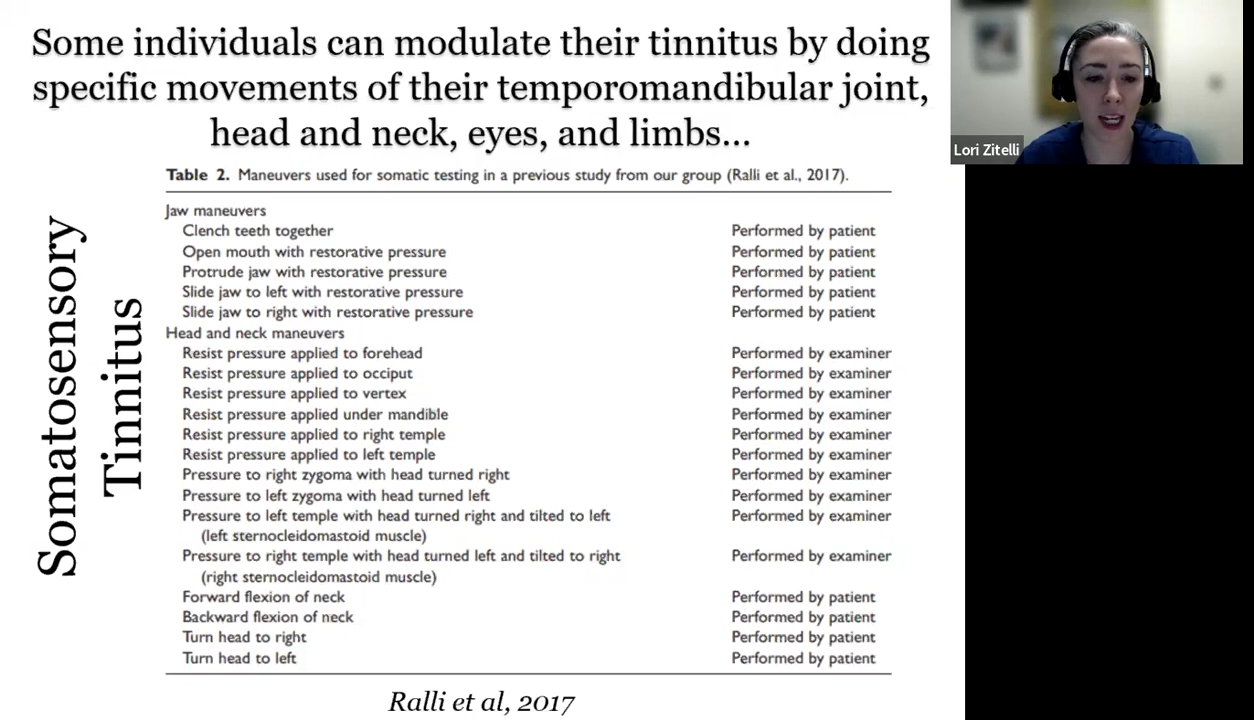 Some individuals can modulate their tinnitus by doing
specific movements of their temporomandibular joint,
head and neck, eyes, and limbs...
Lori Zitelli
Somatosensory
Tinnitus
Table 2. Maneuvers used for somatic testing in a previous study from our group (Ralli et al., 2017).
Jaw maneuvers
Clench teeth together Performed by patient
Open mouth with restorative pressure Performed by patient
Protrude jaw with restorative pressure Performed by patient
Slide jaw to left with restorative pressure Performed by patient
Slide jaw to right with restorative pressure Performed by patient
Head and neck maneuvers
Resist pressure applied to forehead Performed by examiner
Resist pressure applied to occiput Performed by examiner
Resist pressure applied to vertex Performed by examiner
Resist pressure applied under mandible Performed by examiner
Resist pressure applied to right temple Performed by examiner
Resist pressure applied to left temple Performed by examiner
Pressure to right zygoma with head turned right Performed by examiner
Pressure to left zygoma with head turned left Performed by examiner
Pressure to left temple with head turned right and tilted to left Performed by examiner
(left sternocleidomastoid muscle)
Pressure to right temple with head turned left and tilted to right Performed by examiner
(right sternocleidomastoid muscle)
Forward flexion of neck Performed by patient
Backward flexion of neck Performed by patient
Turn head to right Performed by patient
Turn head to left Performed by patient
Ralli et al, 2017